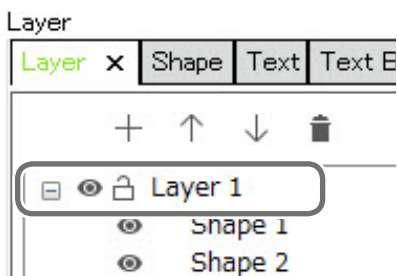 Layer
Layer Shape Text Text B
Layer 1
Shape 1
Shape 2